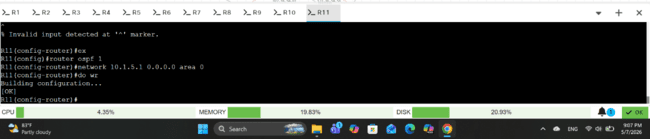 R1 R2 R3 R4 R5 R6 R7 R8 R9 R10 R11
% Invalid input detected at '^' marker.
R11(config-router)#ex
R11(config)#router ospf 1
R11(config-router)#network 10.1.5.1 0.0.0.0 area 0
R11(config-router)#do wr
Building configuration...
[OK]
R11(config-router)#
CPU 4.35% MEMORY 19.83% DISK 20.93% OK
Partly cloudy
Search
ENG
9:07 PM
5/7/2026